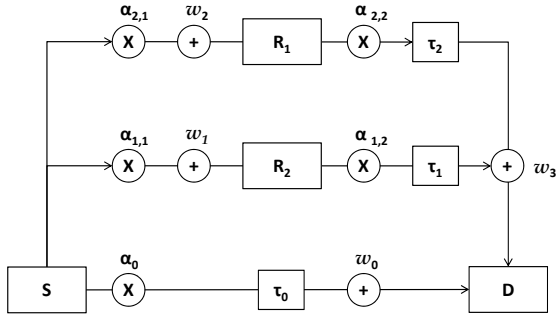 α2,1 w2 α2,2
X + R1 X τ2
α1,1 w1 α1,2
X + R2 X τ1 + w3
α0 w0
S X τ0 + D